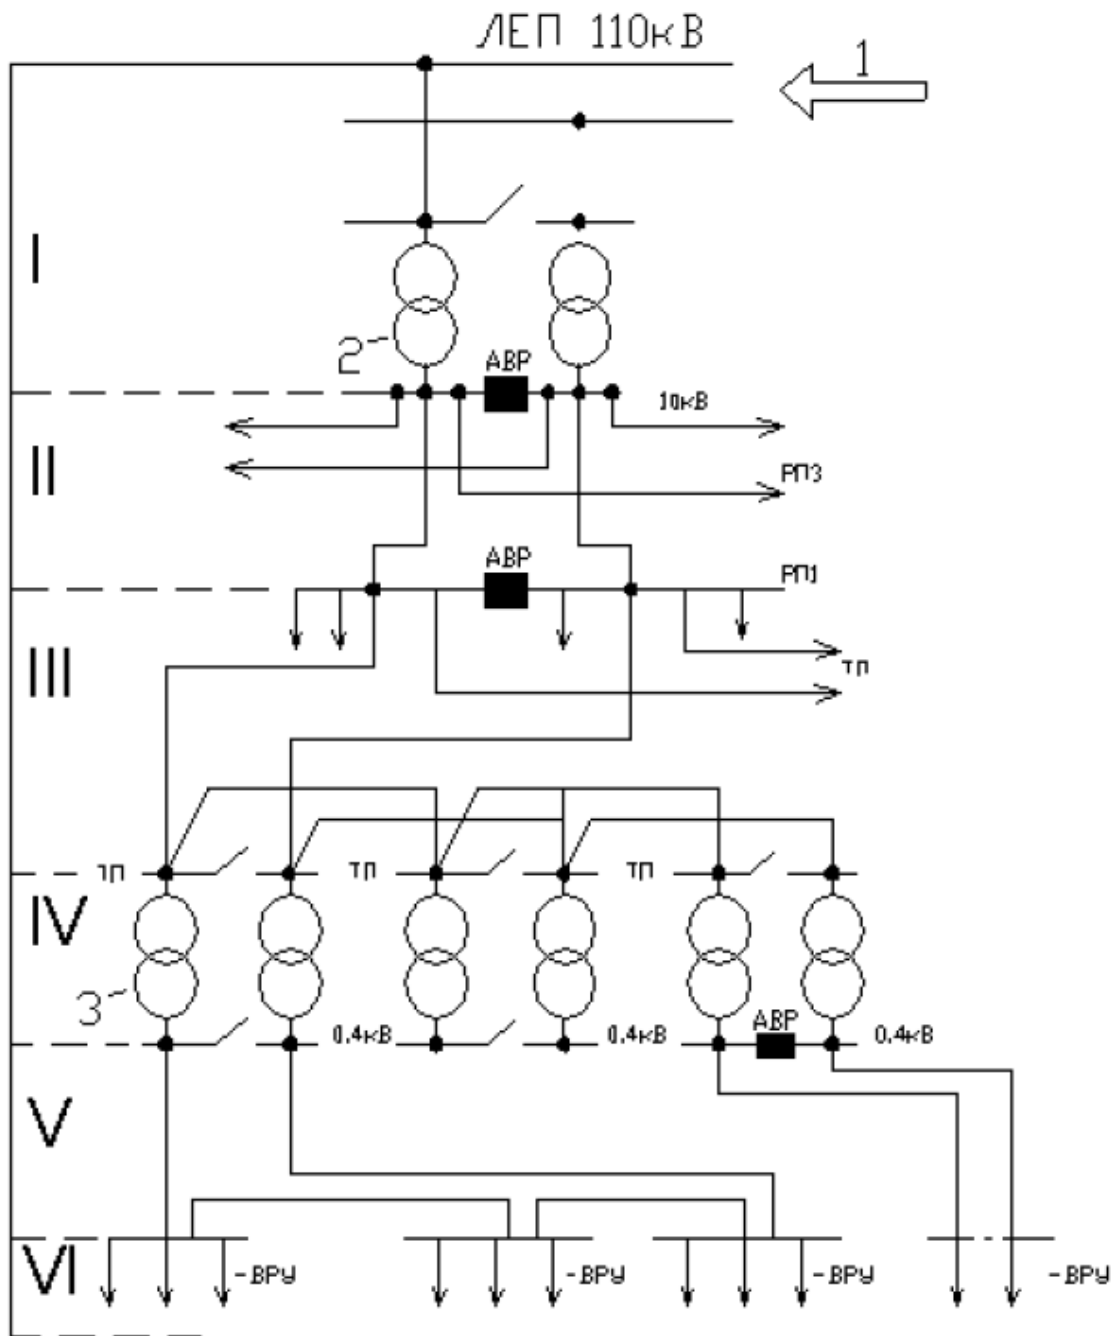 ЛЕП 110кВ
1
I
2
АВР
10кВ
II
РП3
АВР
РП1
III
ТП
ТП
ТП
ТП
IV
3
0.4кВ
0.4кВ
АВР
0.4кВ
V
VI
-ВРУ
-ВРУ
-ВРУ
-ВРУ